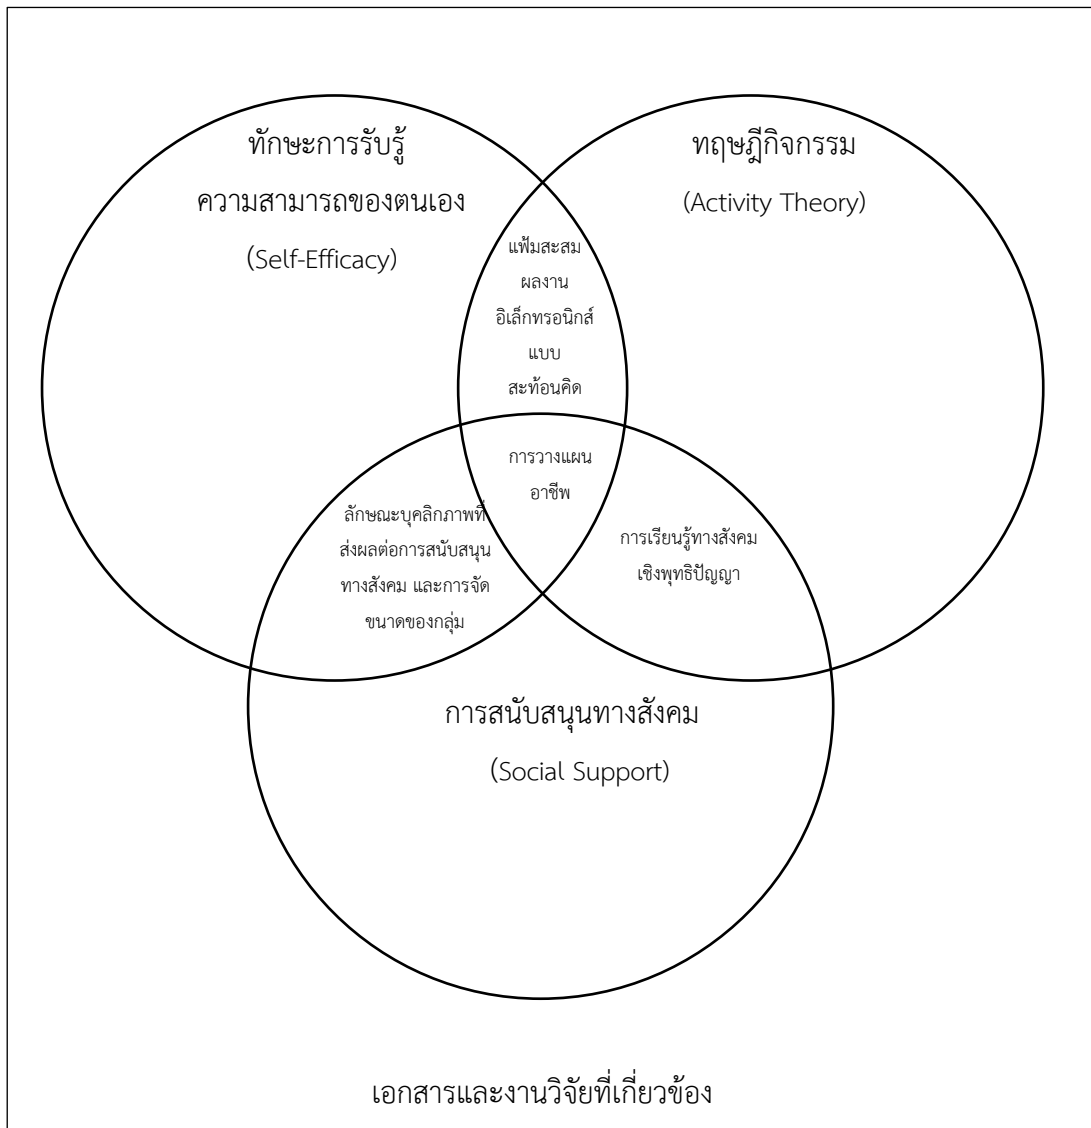 ทักษะการรับรู้
ความสามารถของตนเอง
(Self-Efficacy)
ทฤษฎีกิจกรรม
(Activity Theory)
แฟ้มสะสม
ผลงาน
อิเล็กทรอนิกส์
แบบ
สะท้อนคิด
การวางแผน
อาชีพ
ลักษณะบุคลิกภาพที่
ส่งผลต่อการสนับสนุน
ทางสังคม และการจัด
ขนาดของกลุ่ม
การเรียนรู้ทางสังคม
เชิงพุทธิปัญญา
การสนับสนุนทางสังคม
(Social Support)
เอกสารและงานวิจัยที่เกี่ยวข้อง